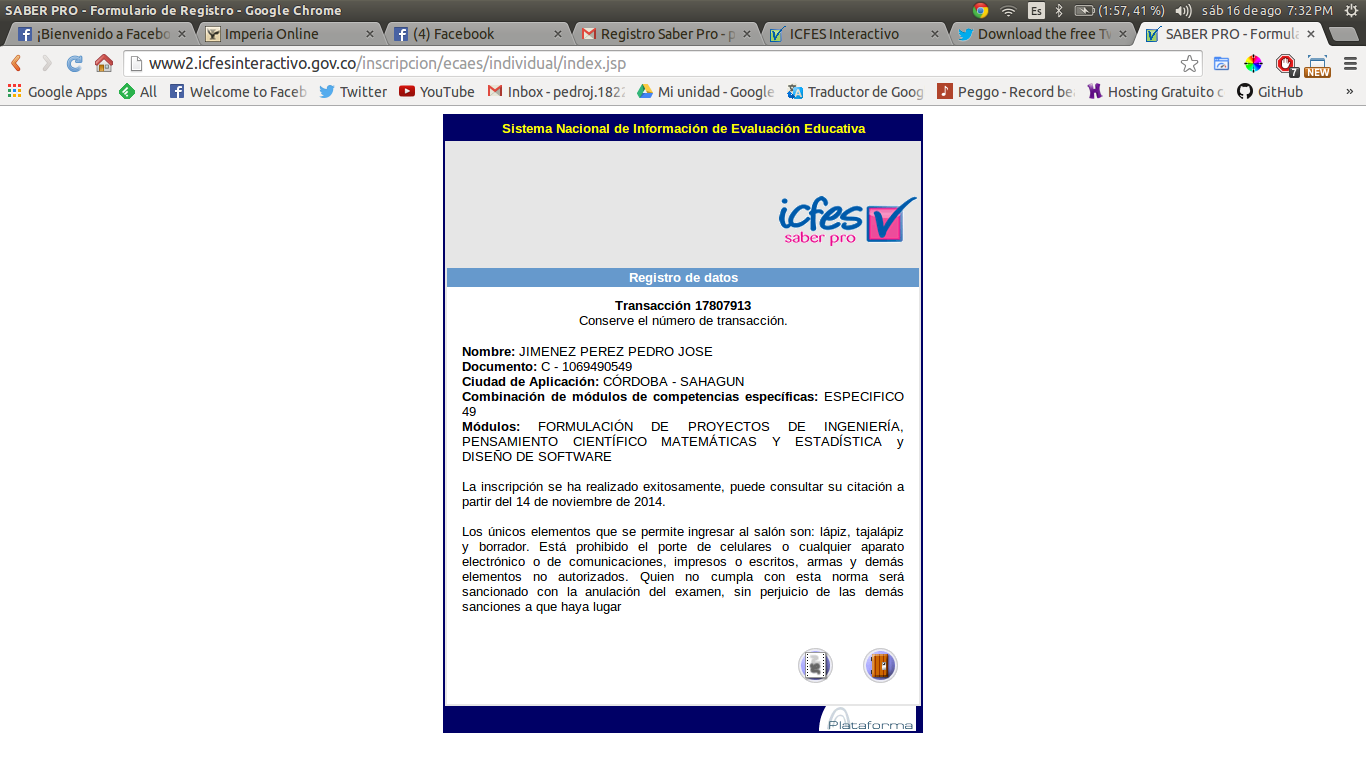 SABER PRO - Formulario de Registro - Google Chrome
Es
(1:57, 41 %)
sáb 16 de ago 7:32 PM
¡Bienvenido a Facebo
Imperia Online
(4) Facebook
Registro Saber Pro - p
ICFES Interactivo
Download the free Tw
SABER PRO - Formula
www2.icfesinteractivo.gov.co/inscripcion/ecaes/individual/index.jsp
7
NEW
Google Apps
All
Welcome to Faceb
Twitter
YouTube
Inbox - pedroj.1822
Mi unidad - Google
Traductor de Goog
Peggo - Record be
Hosting Gratuito c
GitHub
»
Sistema Nacional de Información de Evaluación Educativa
icfes
saber pro
Registro de datos
Transacción 17807913
Conserve el número de transacción.
Nombre: JIMENEZ PEREZ PEDRO JOSE
Documento: C - 1069490549
Ciudad de Aplicación: CÓRDOBA - SAHAGUN
Combinación de módulos de competencias específicas: ESPECIFICO
49
Módulos: FORMULACIÓN DE PROYECTOS DE INGENIERÍA,
PENSAMIENTO CIENTÍFICO MATEMÁTICAS Y ESTADÍSTICA y
DISEÑO DE SOFTWARE
La inscripción se ha realizado exitosamente, puede consultar su citación a
partir del 14 de noviembre de 2014.
Los únicos elementos que se permite ingresar al salón son: lápiz, tajalápiz
y borrador. Está prohibido el porte de celulares o cualquier aparato
electrónico o de comunicaciones, impresos o escritos, armas y demás
elementos no autorizados. Quien no cumpla con esta norma será
sancionado con la anulación del examen, sin perjuicio de las demás
sanciones a que haya lugar
Plataforma